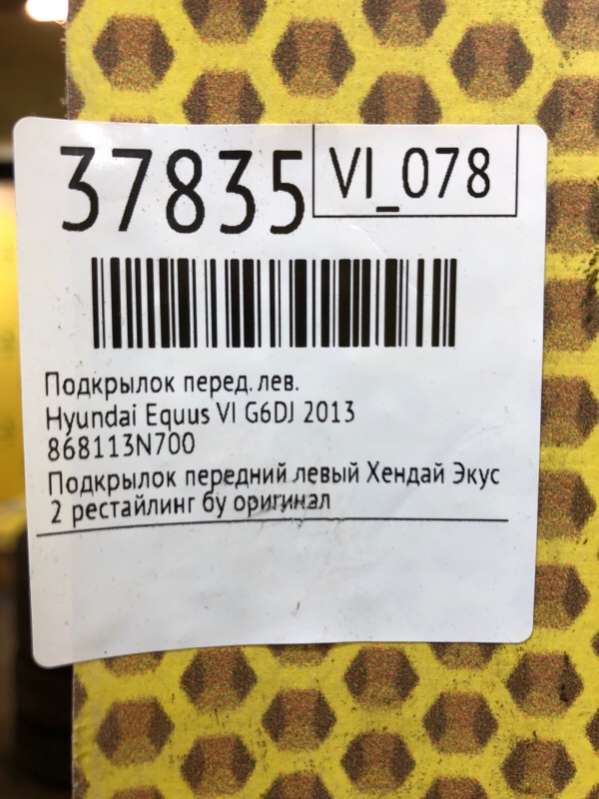 37835
VI_078
Подкрылок перед. лев.
Hyundai Equus VI G6DJ 2013
868113N700
Подкрылок передний левый Хендай Экус
2 рестайлинг бу оригинал